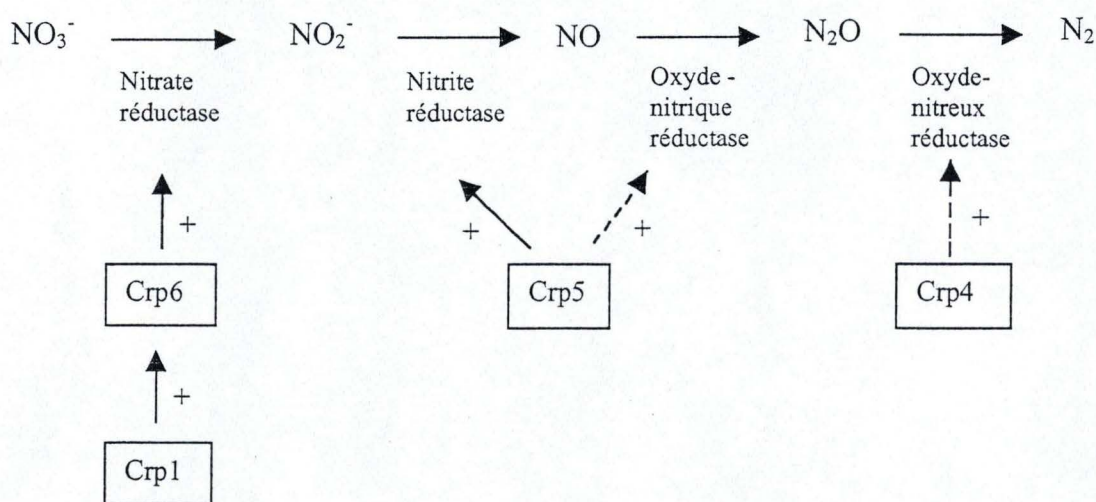 NO₃⁻ NO₂⁻ NO N₂O N₂
Nitrate
réductase
Nitrite
réductase
Oxyde -
nitrique
réductase
Oxyde-
nitreux
réductase
+ + + +
Crp6 Crp5 Crp4
+
Crp1